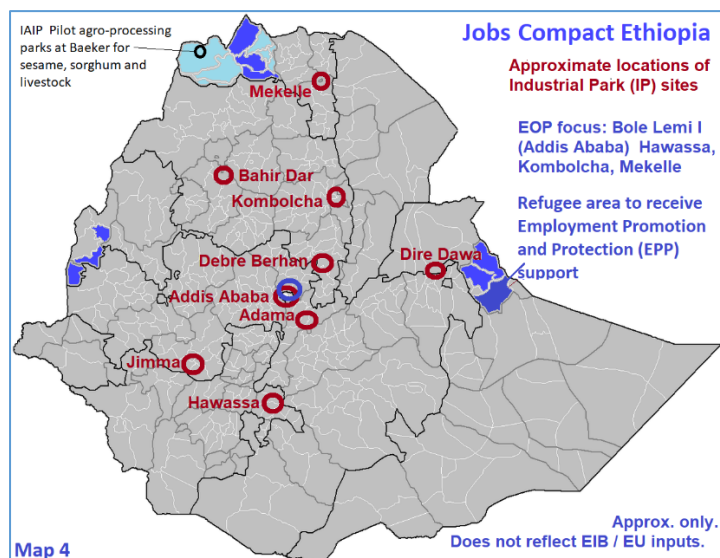 IAIP Pilot agro-processing
parks at Baeker for
sesame, sorghum and
livestock
Jobs Compact Ethiopia
Approximate locations of
Industrial Park (IP) sites
EOP focus: Bole Lemi I
(Addis Ababa) Hawassa,
Kombolcha, Mekelle
Refugee area to receive
Employment Promotion
and Protection (EPP)
support
Mekelle
Bahir Dar
Kombolcha
Debre Berhan
Dire Dawa
Addis Ababa
Adama
Jimma
Hawassa
Approx. only.
Does not reflect EIB / EU inputs.
Map 4